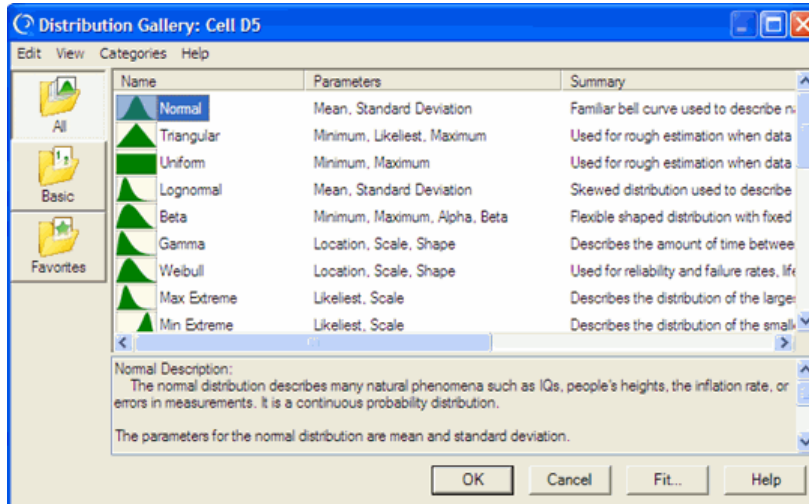 Distribution Gallery: Cell D5
Edit View Categories Help
Name Parameters Summary
All
Basic
Favorites
Normal Mean, Standard Deviation Familiar bell curve used to describe
Triangular Minimum, Likeliest, Maximum Used for rough estimation when data
Uniform Minimum, Maximum Used for rough estimation when data
Lognormal Mean, Standard Deviation Skewed distribution used to describe
Beta Minimum, Maximum, Alpha, Beta Flexible shaped distribution with fixed
Gamma Location, Scale, Shape Describes the amount of time
Weibull Location, Scale, Shape Used for reliability and failure rates,
Max Extreme Likeliest, Scale Describes the distribution of the
Min Extreme Likeliest, Scale Describes the distribution of the
Normal Description:
The normal distribution describes many natural phenomena such as IQs, people's heights, the inflation rate, or
errors in measurements. It is a continuous probability distribution.
The parameters for the normal distribution are mean and standard deviation.
OK Cancel Fit... Help